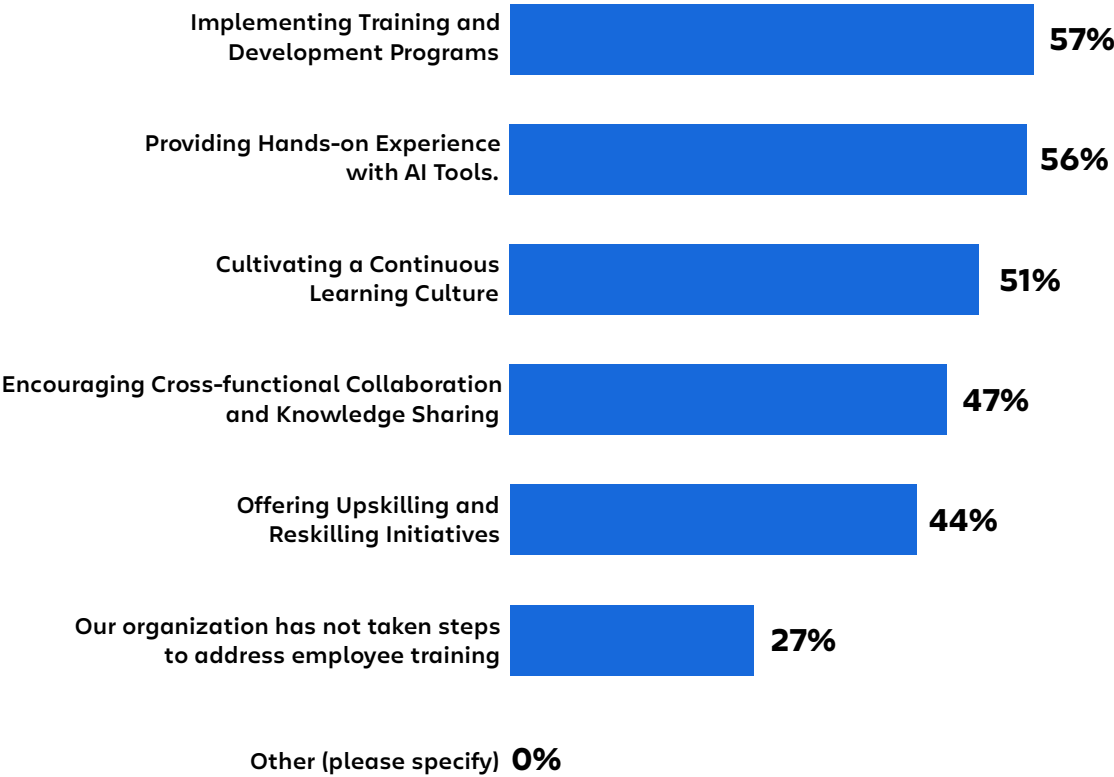 Implementing Training and
Development Programs
57%
Providing Hands-on Experience
with AI Tools.
56%
Cultivating a Continuous
Learning Culture
51%
Encouraging Cross-functional Collaboration
and Knowledge Sharing
47%
Offering Upskilling and
Reskilling Initiatives
44%
Our organization has not taken steps
to address employee training
27%
Other (please specify) 0%